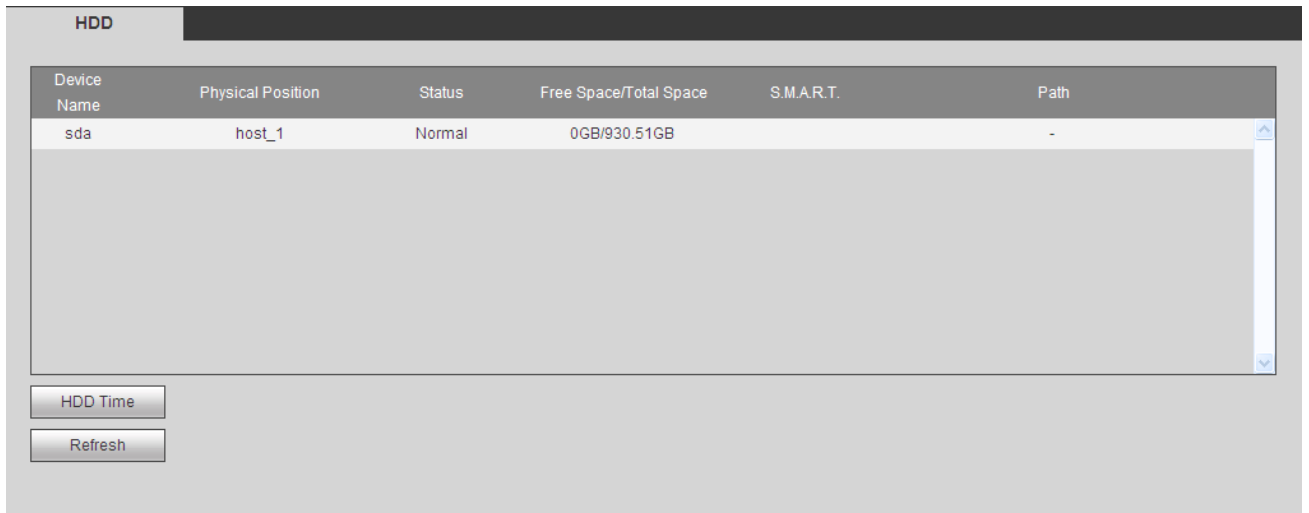 HDD
Device Name Physical Position Status Free Space/Total Space S.M.A.R.T. Path
sda host_1 Normal 0GB/930.51GB -
HDD Time
Refresh